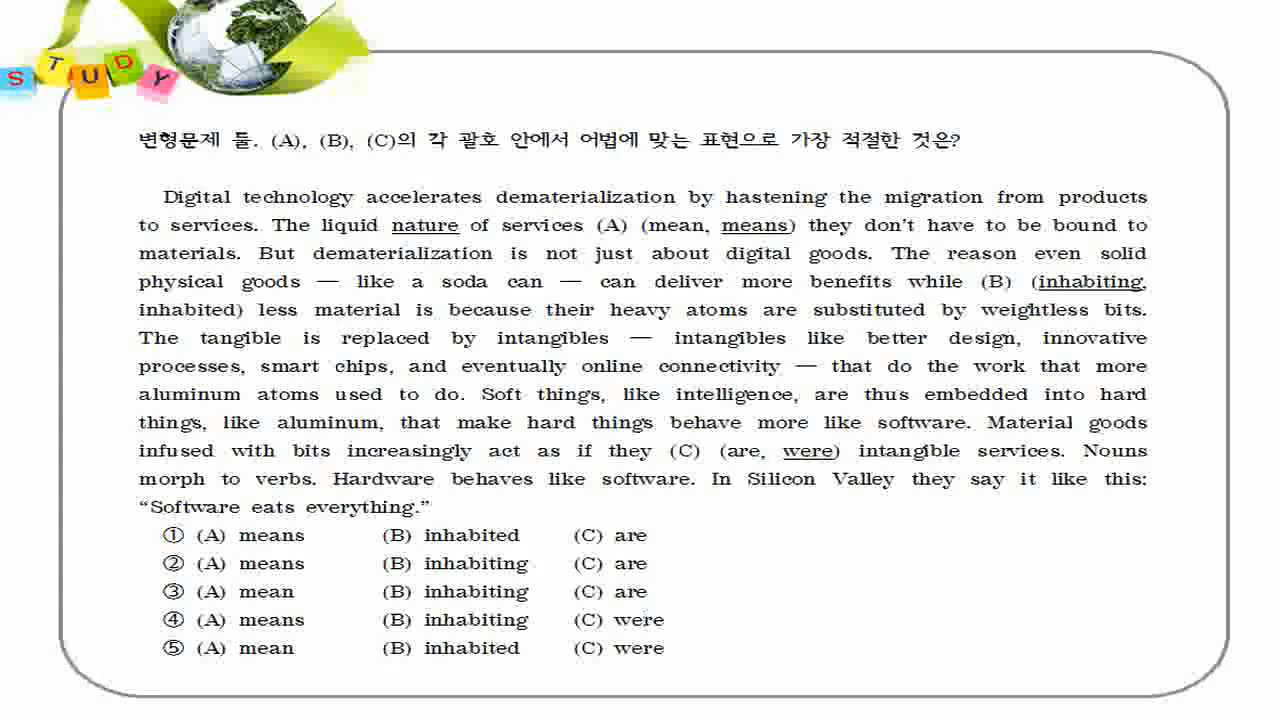 STUDY
변형문제 둘. (A), (B), (C)의 각 괄호 안에서 어법에 맞는 표현으로 가장 적절한 것은?
Digital technology accelerates dematerialization by hastening the migration from products
to services. The liquid nature of services (A) (mean, means) they don't have to be bound to
materials. But dematerialization is not just about digital goods. The reason even solid
physical goods — like a soda can — can deliver more benefits while (B) (inhabiting,
inhabited) less material is because their heavy atoms are substituted by weightless bits.
The tangible is replaced by intangibles — intangibles like better design, innovative
processes, smart chips, and eventually online connectivity — that do the work that more
aluminum atoms used to do. Soft things, like intelligence, are thus embedded into hard
things, like aluminum, that make hard things behave more like software. Material goods
infused with bits increasingly act as if they (C) (are, were) intangible services. Nouns
morph to verbs. Hardware behaves like software. In Silicon Valley they say it like this:
“Software eats everything.”
① (A) means (B) inhabited (C) are
② (A) means (B) inhabiting (C) are
③ (A) mean (B) inhabiting (C) are
④ (A) means (B) inhabiting (C) were
⑤ (A) mean (B) inhabited (C) were